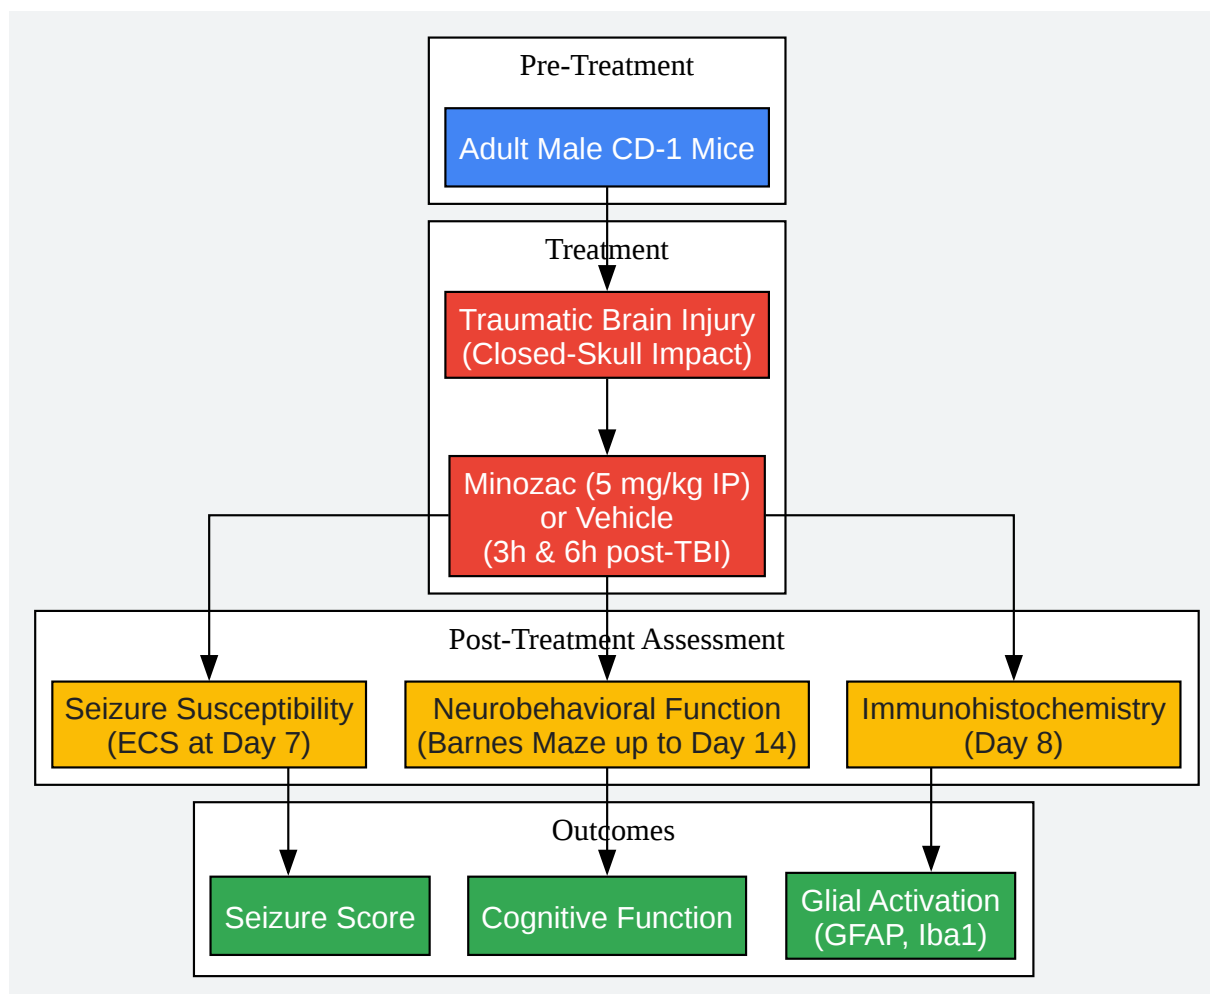 Pre-Treatment
Adult Male CD-1 Mice
Treatment
Traumatic Brain Injury
(Closed-Skull Impact)
Minozac (5 mg/kg IP)
or Vehicle
(3h & 6h post-TBI)
Post-Treatment Assessment
Seizure Susceptibility
(ECS at Day 7)
Neurobehavioral Function
(Barnes Maze up to Day 14)
Immunohistochemistry
(Day 8)
Outcomes
Seizure Score
Cognitive Function
Glial Activation
(GFAP, Iba1)